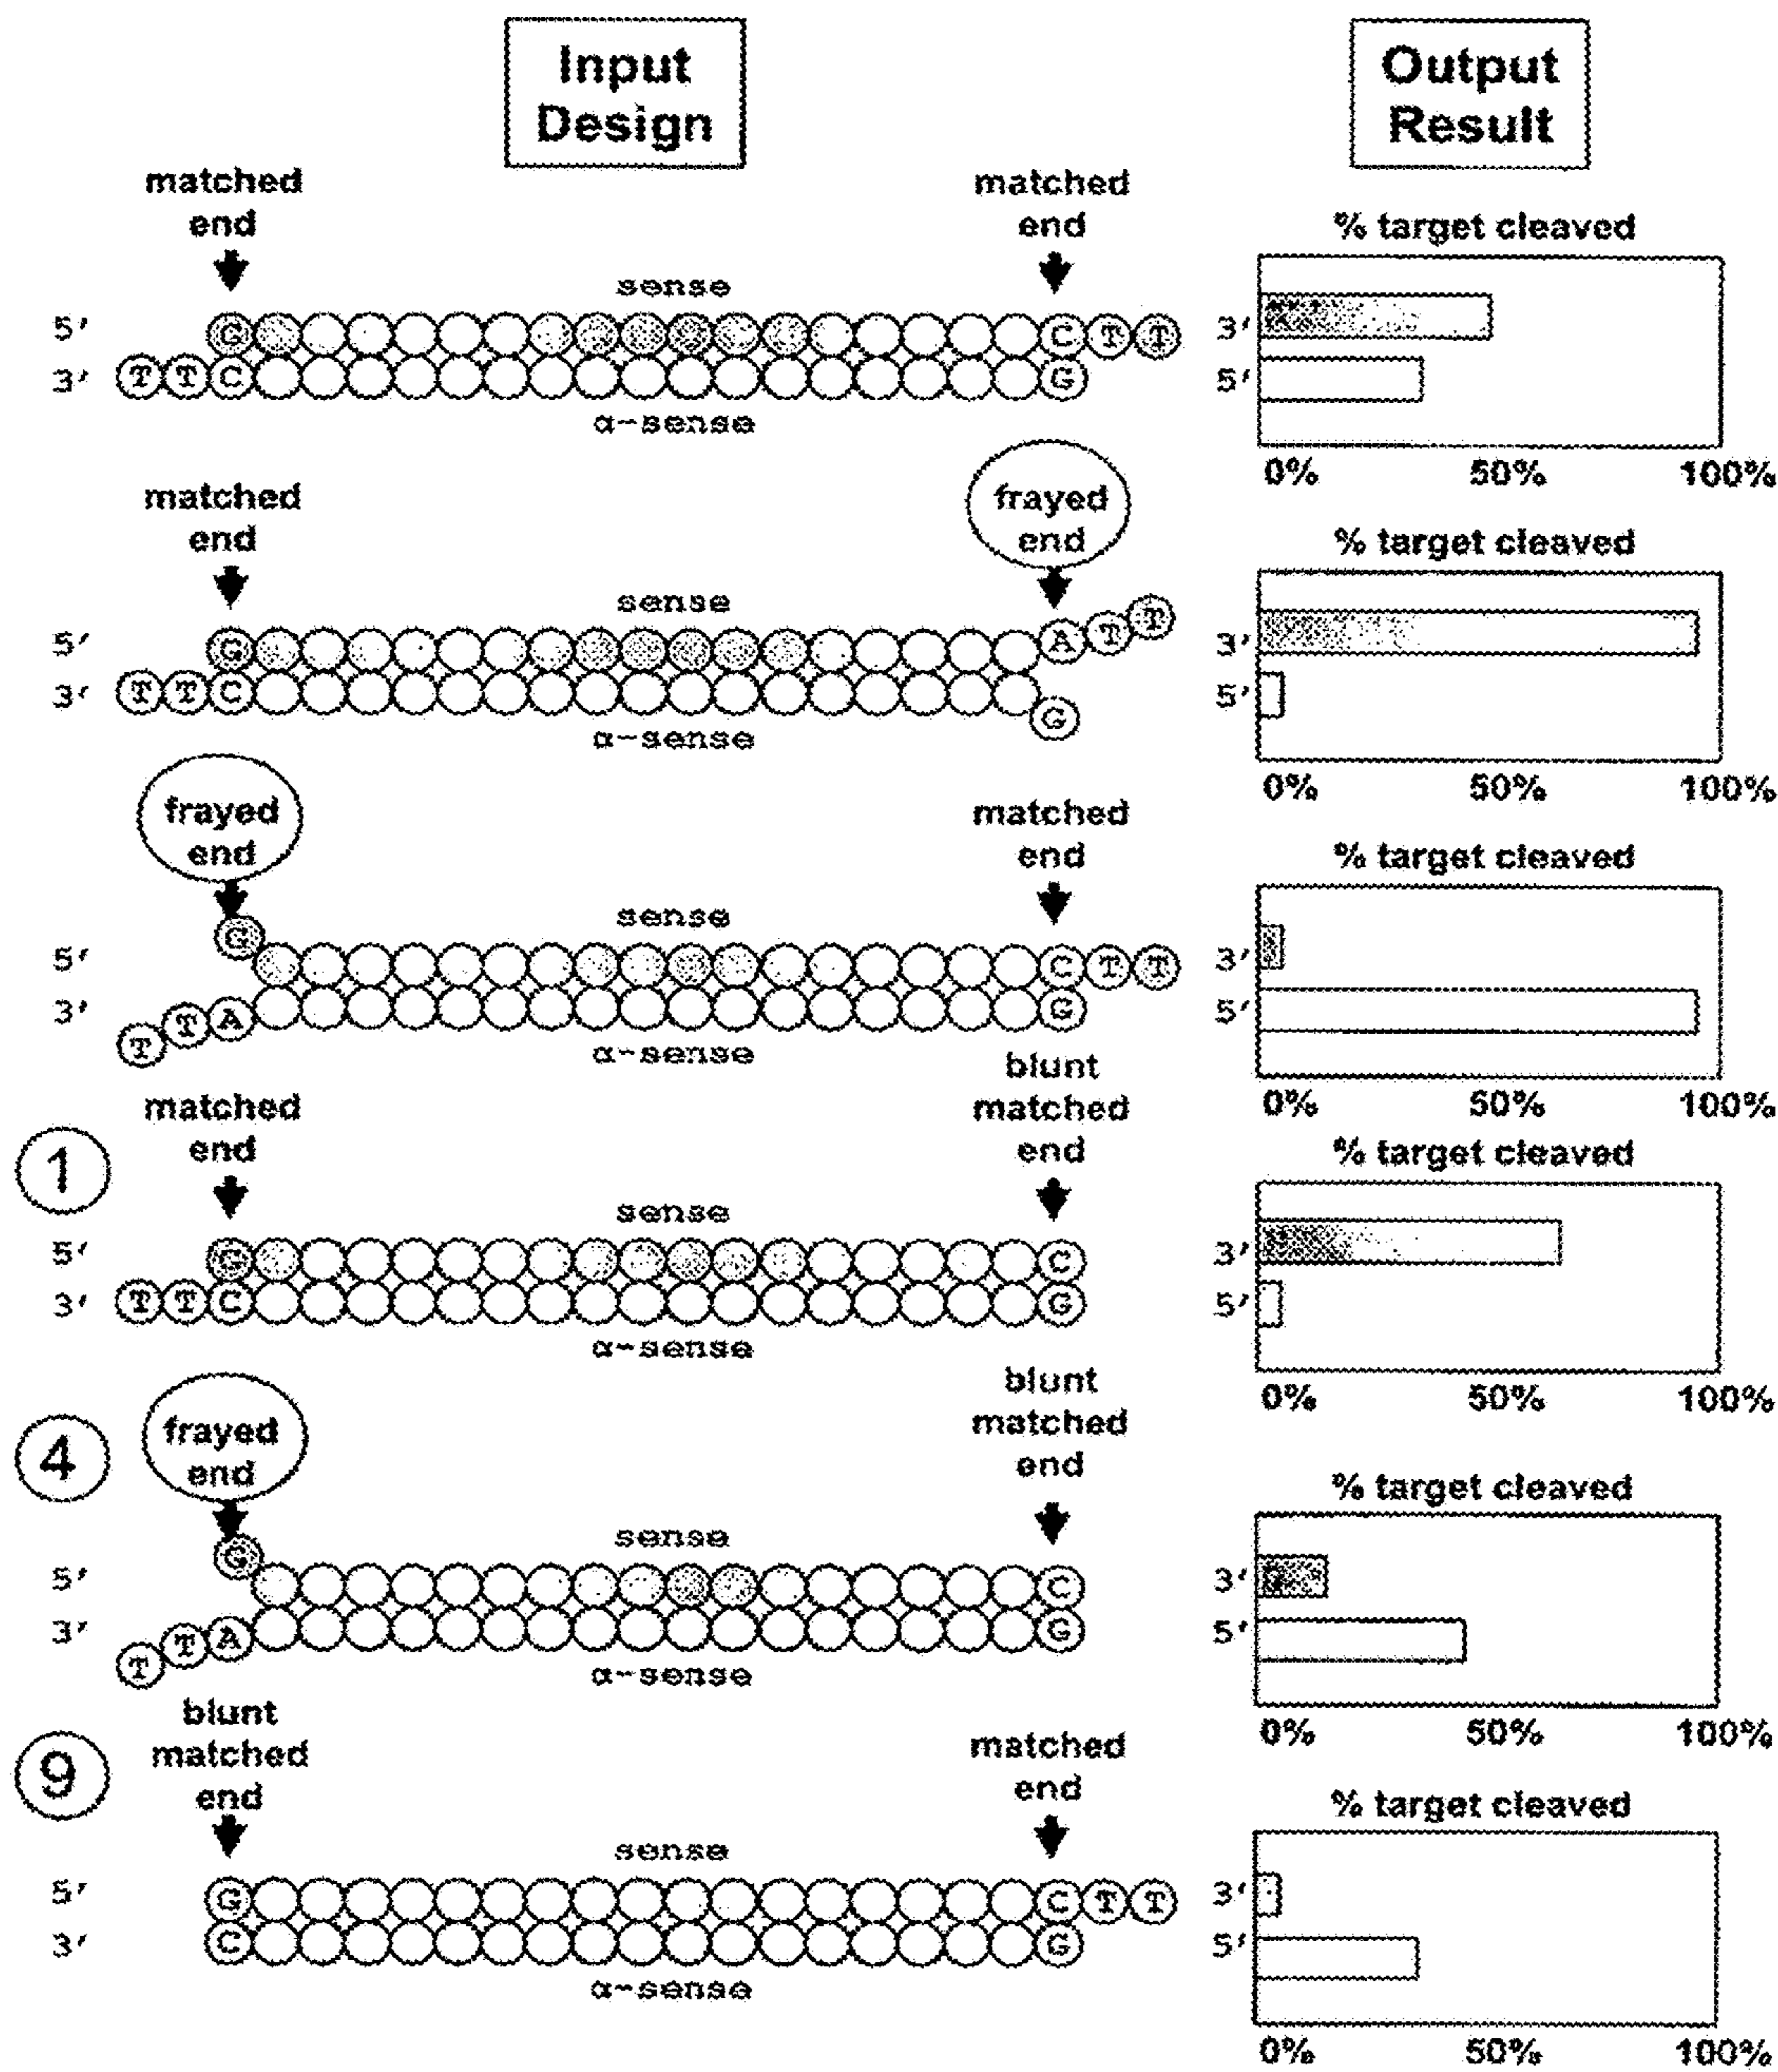 Input
Design
Output
Result
matched
end
matched
end
% target cleaved
sense
5' G C T T
3' T T C G
α-sense
3'
5'
0% 50% 100%
matched
end
frayed
end
% target cleaved
sense
5' G A T T
3' T T C G
α-sense
3'
5'
0% 50% 100%
frayed
end
matched
end
% target cleaved
sense
G
5' C T T
3' T T A G
α-sense
3'
5'
0% 50% 100%
1
matched
end
blunt
matched
end
% target cleaved
sense
5' G C
3' T T C G
α-sense
3'
5'
0% 50% 100%
4
frayed
end
blunt
matched
end
% target cleaved
sense
G
5' C
3' T T A G
α-sense
3'
5'
0% 50% 100%
9
blunt
matched
end
matched
end
% target cleaved
sense
5' G C T T
3' C G
α-sense
3'
5'
0% 50% 100%